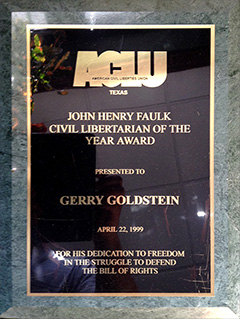 ACLU
AMERICAN CIVIL LIBERTIES UNION
TEXAS
JOHN HENRY FAULK
CIVIL LIBERTARIAN OF THE
YEAR AWARD
PRESENTED TO
GERRY GOLDSTEIN
APRIL 22, 1999
FOR HIS DEDICATION TO FREEDOM
IN THE STRUGGLE TO DEFEND
THE BILL OF RIGHTS